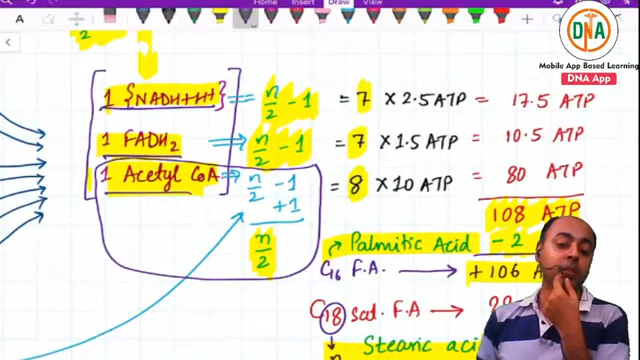 Home Insert Draw View
DNA
Mobile App Based Learning
DNA App
2
1 {NADH+H+} = n/2 - 1 = 7 × 2.5 ATP = 17.5 ATP
1 FADH2 ⇒ n/2 - 1 = 7 × 1.5 ATP = 10.5 ATP
1 Acetyl CoA ⇒ n/2 - 1 = 8 × 10 ATP = 80 ATP
+1
n/2
108 ATP
- 2
Palmitic Acid
C16 F.A. → + 106
C18 sat. F.A →
Stearic